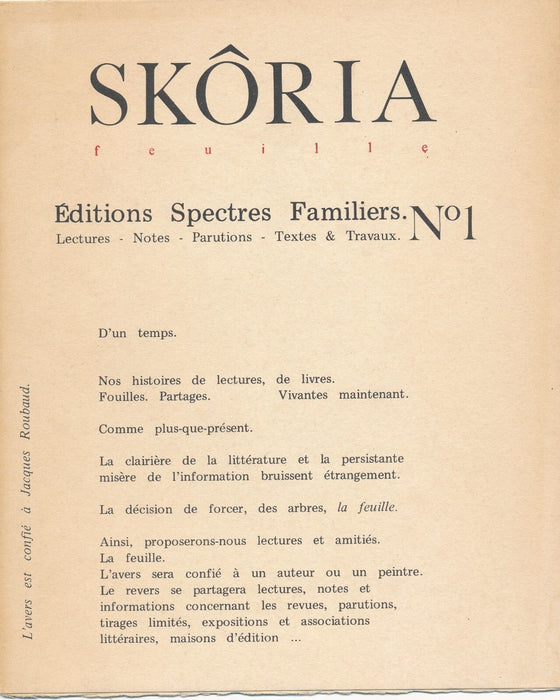 SKÔRIA
feuille
Éditions Spectres Familiers. Nº1
Lectures - Notes - Parutions - Textes & Travaux.
D'un temps.
Nos histoires de lectures, de livres.
Fouilles. Partages. Vivantes maintenant.
Comme plus-que-présent.
La clairière de la littérature et la persistante
misère de l'information bruissent étrangement.
La décision de forcer, des arbres, la feuille.
Ainsi, proposerons-nous lectures et amitiés.
La feuille.
L'avers sera confié à un auteur ou un peintre.
Le revers se partagera lectures, notes et
informations concernant les revues, parutions,
tirages limités, expositions et associations
littéraires, maisons d'édition ...
L'avers est confié à Jacques Roubaud.